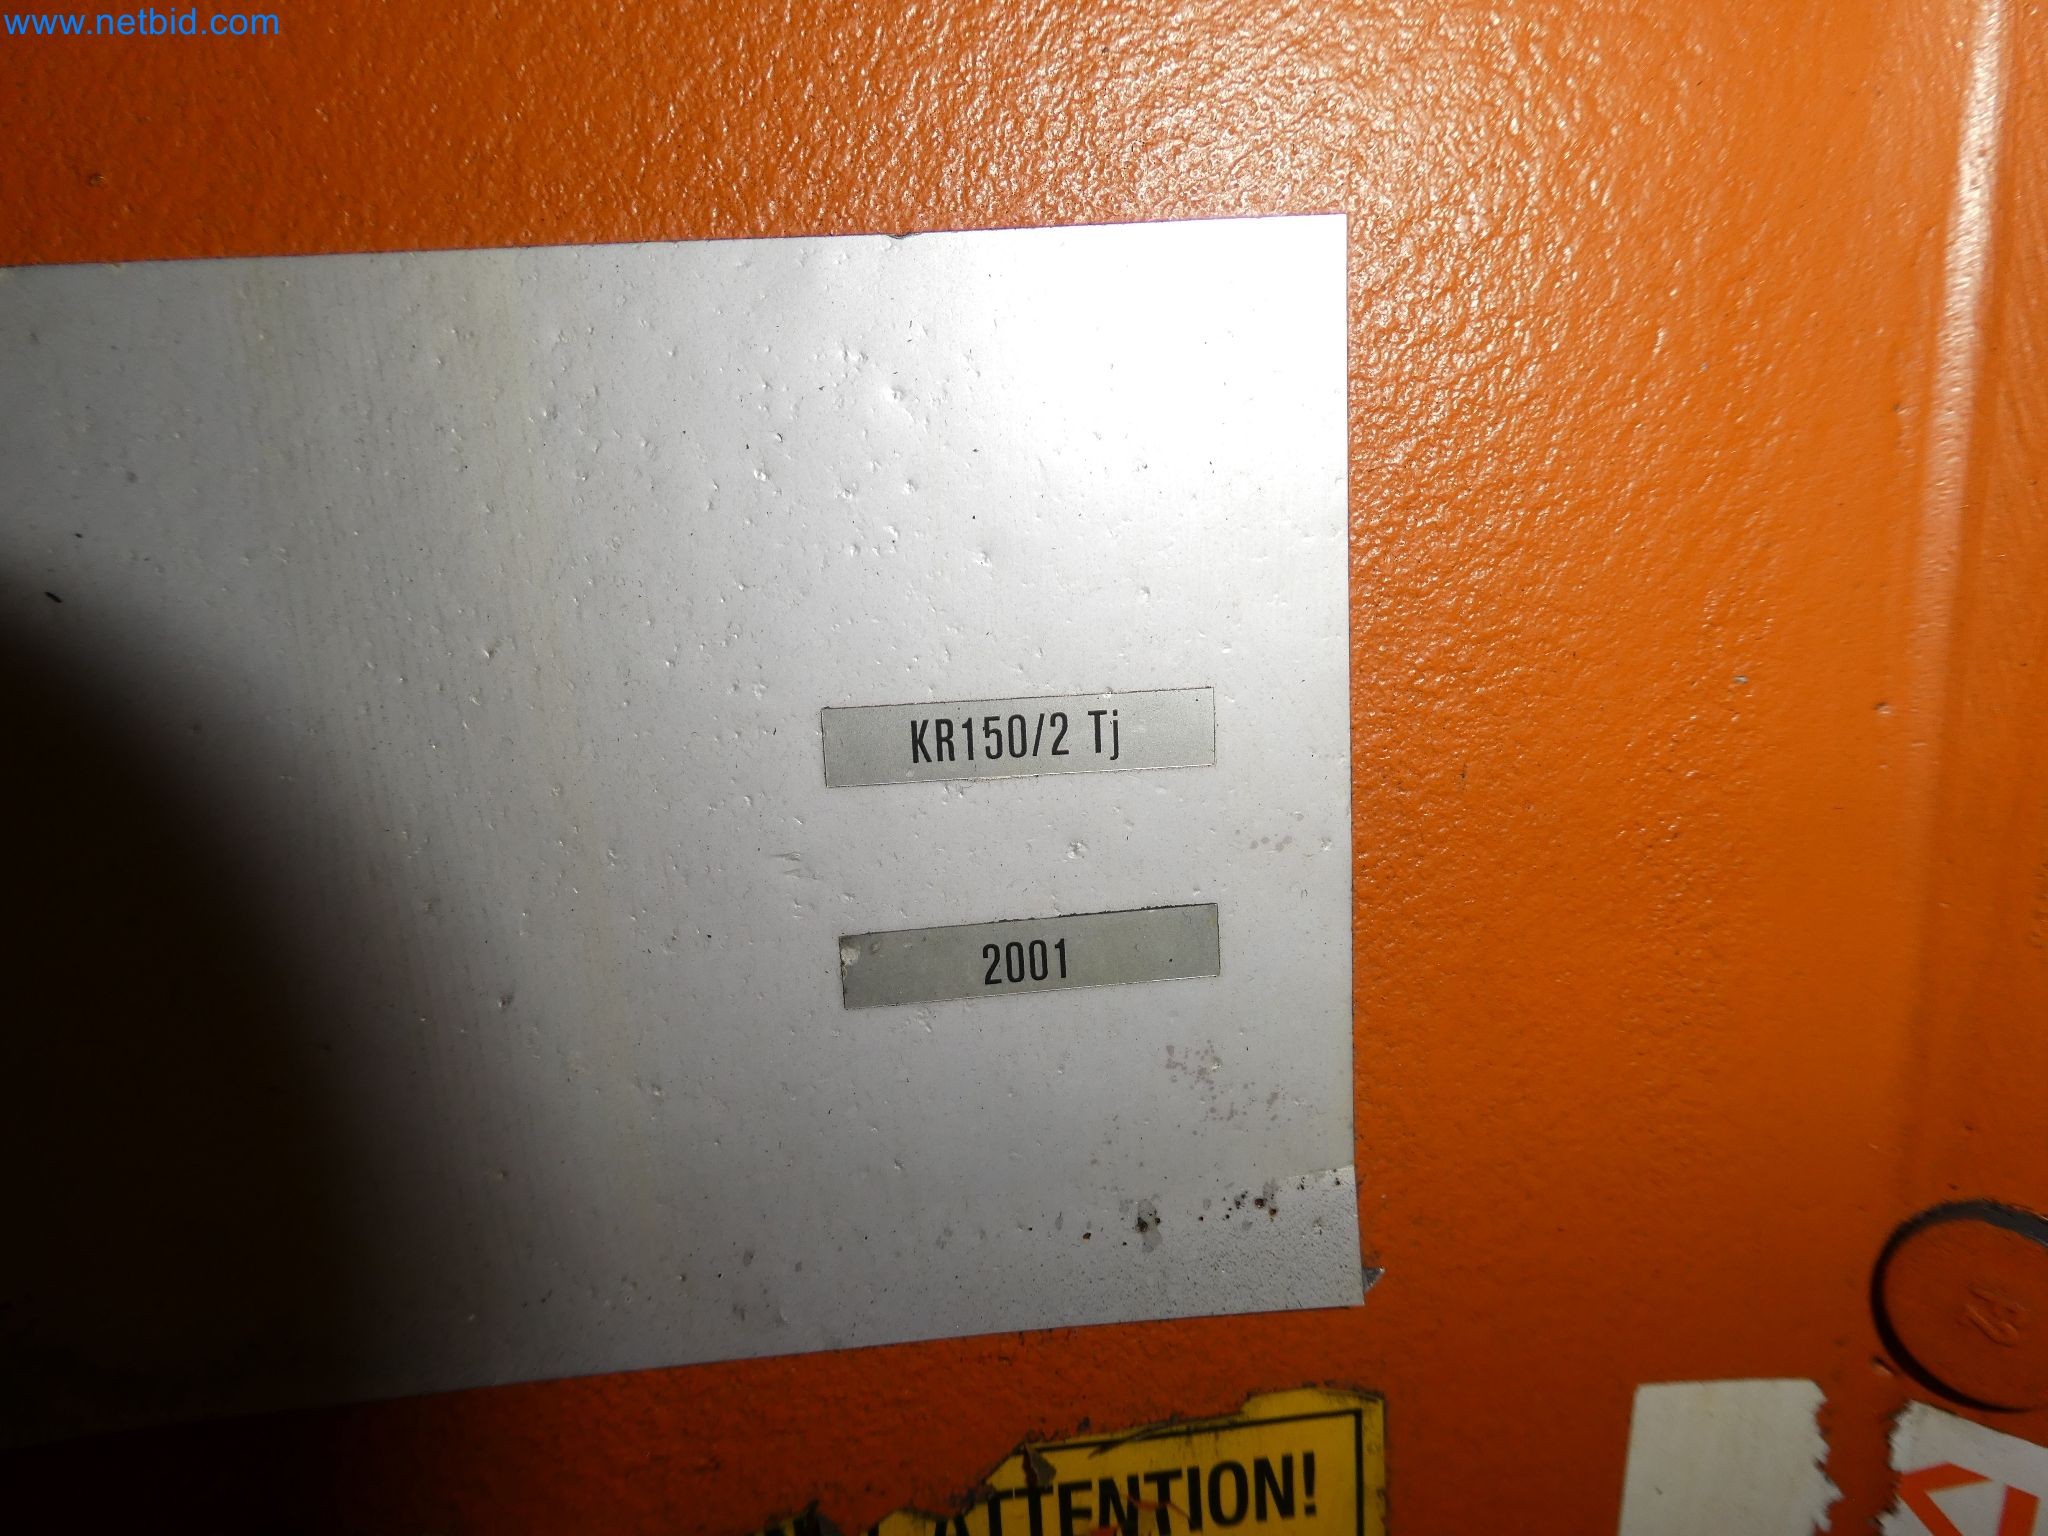 www.netbid.com
KR150/2 Tj
2001
ATTENTION!